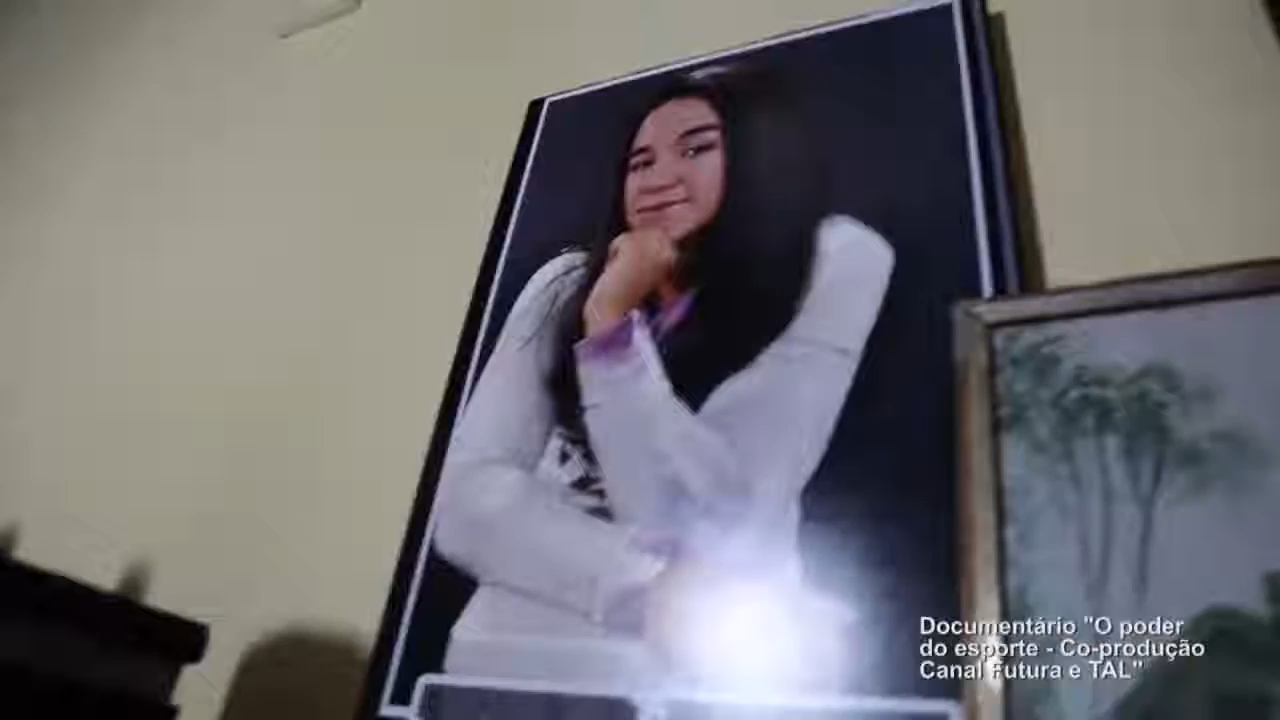 Documentário "O poder
do esporte - Co-produção
Canal Futura e TAL"